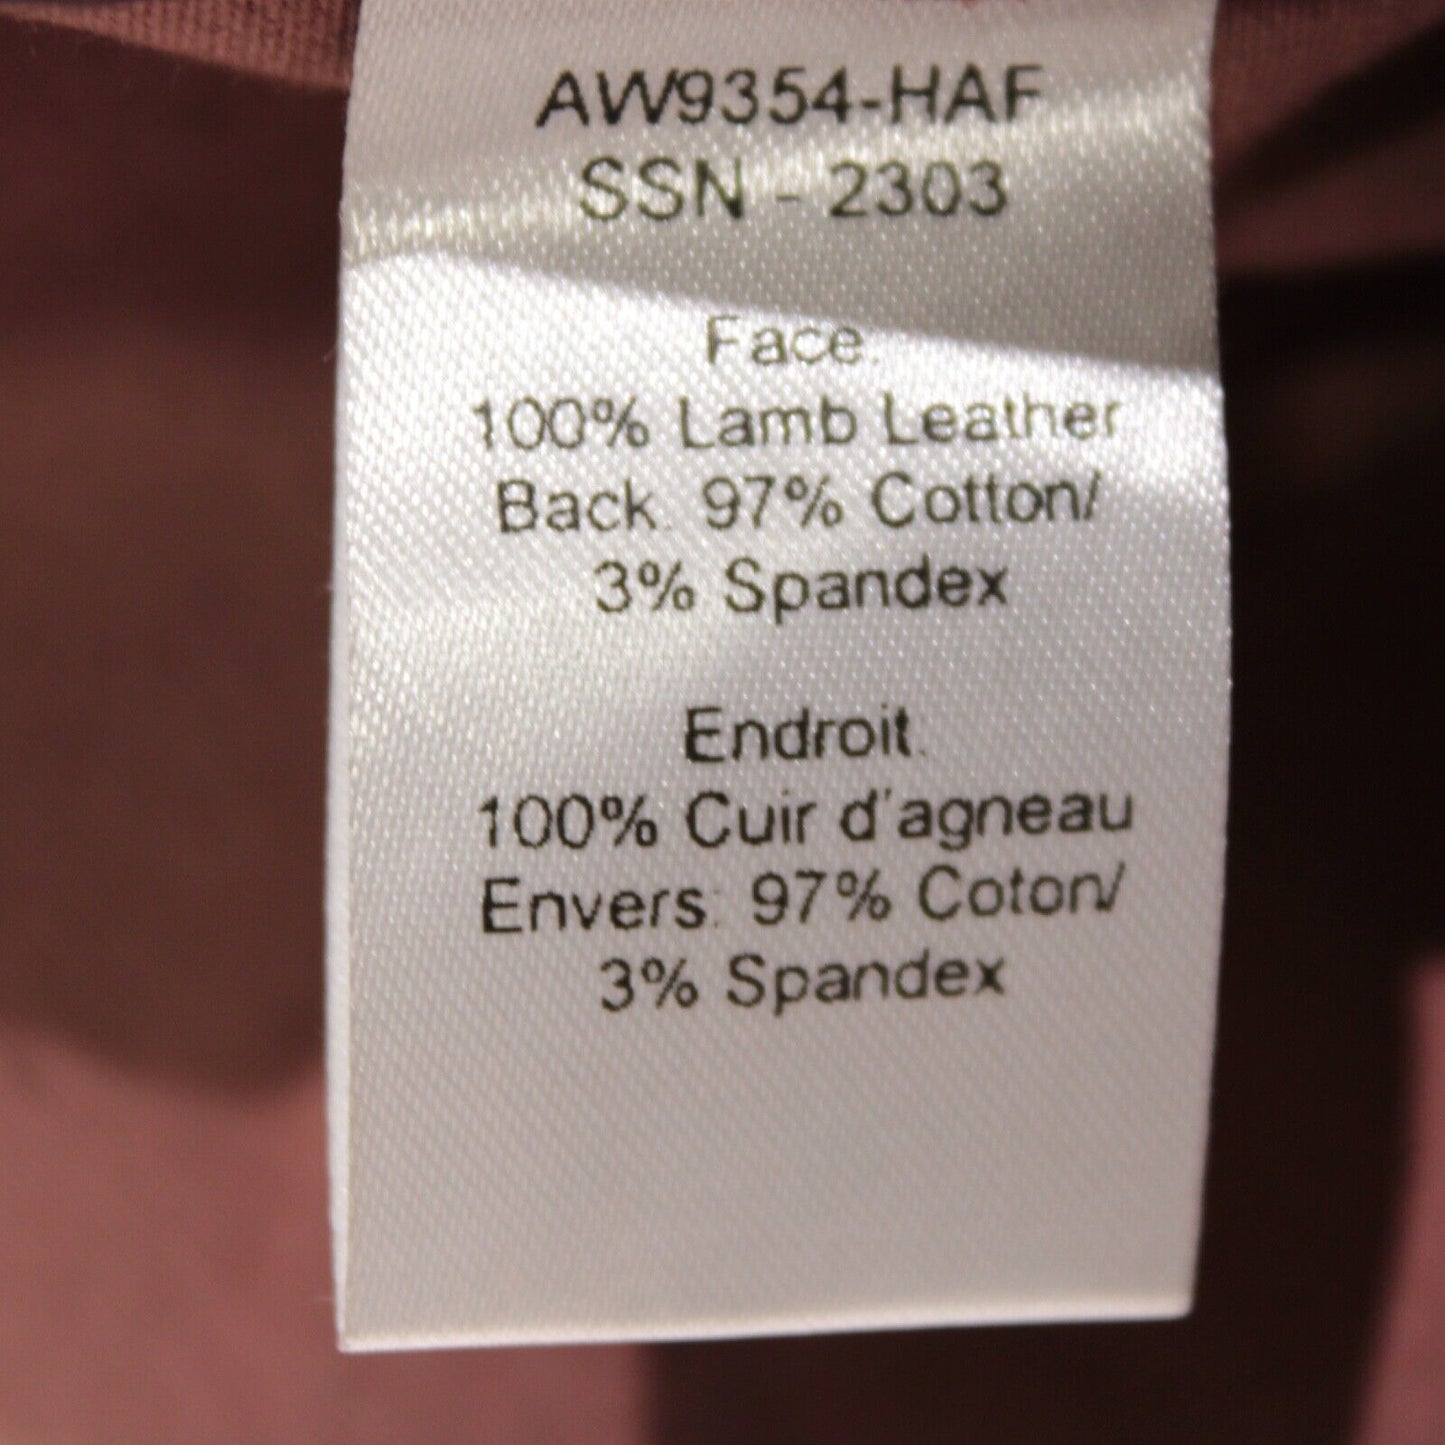 AW9354-HAF
SSN - 2303
Face:
100% Lamb Leather
Back: 97% Cotton/
3% Spandex
Endroit:
100% Cuir d'agneau
Envers: 97% Coton/
3% Spandex